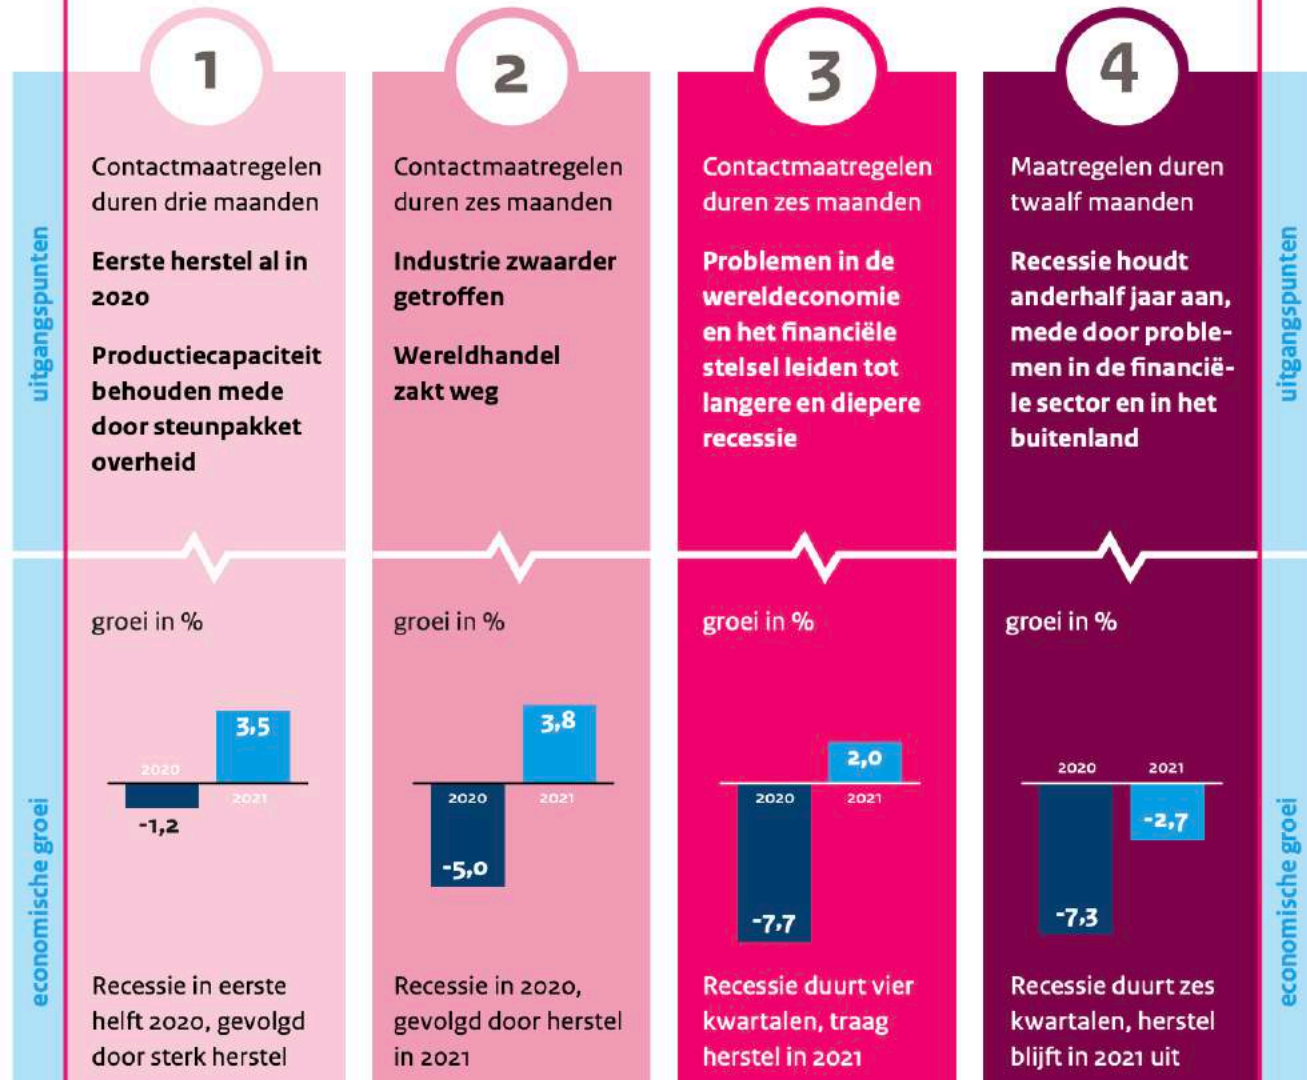 1
Contactmaatregelen
duren drie maanden
Eerste herstel al in
2020
Productiecapaciteit
behouden mede
door steunpakket
overheid
2
Contactmaatregelen
duren zes maanden
Industrie zwaarder
getroffen
Wereldhandel
zakt weg
3
Contactmaatregelen
duren zes maanden
Problemen in de
wereldeconomie
en het financiële
stelsel leiden tot
langere en diepere
recessie
4
Maatregelen duren
twaalf maanden
Recessie houdt
anderhalf jaar aan,
mede door proble-
men in de financië-
le sector en in het
buitenland
uitgangspunten
uitgangspunten
groei in %
3,5
2020
2021
-1,2
Recessie in eerste
helft 2020, gevolgd
door sterk herstel
groei in %
3,8
2020
2021
-5,0
Recessie in 2020,
gevolgd door herstel
in 2021
groei in %
2,0
2020
2021
-7,7
Recessie duurt vier
kwartalen, traag
herstel in 2021
groei in %
2020
2021
-2,7
-7,3
Recessie duurt zes
kwartalen, herstel
blijft in 2021 uit
economische groei
economische groei